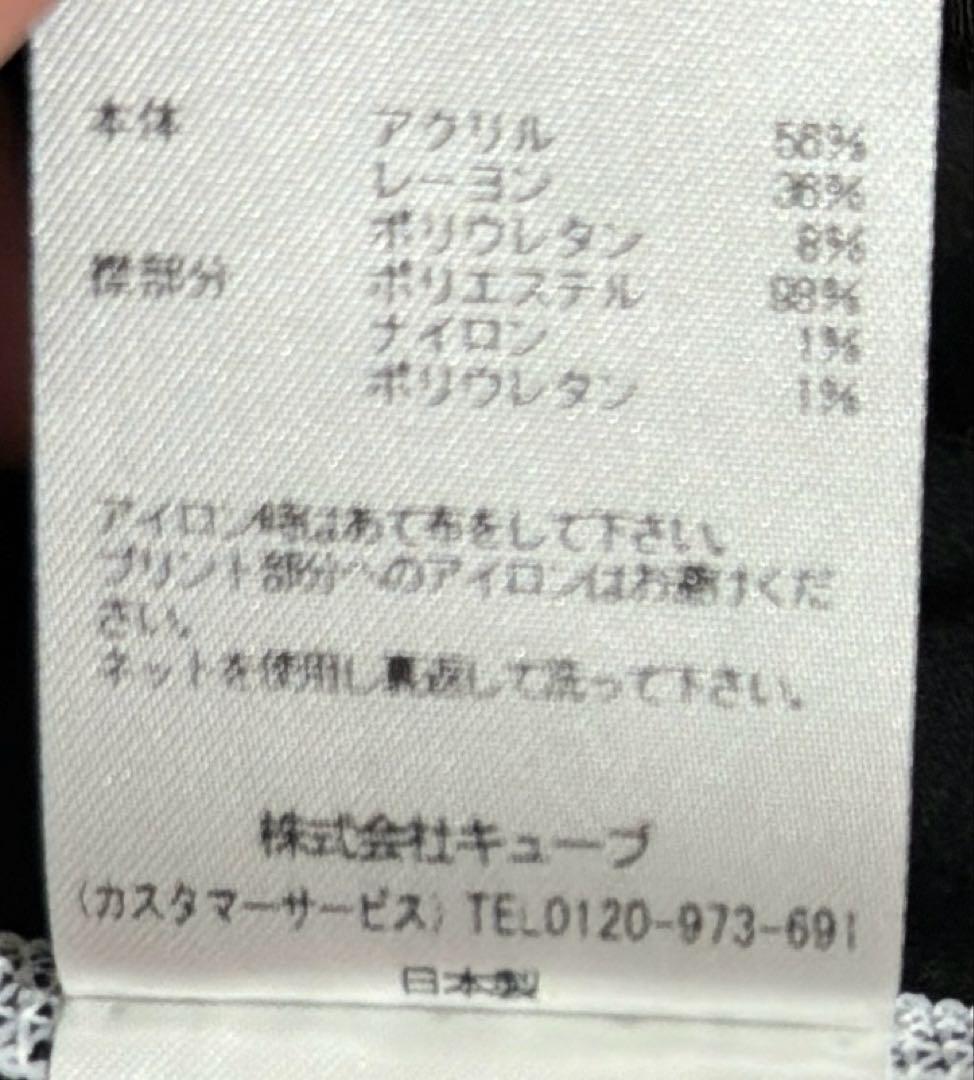 本体 アクリル 56%
レーヨン 36%
ポリウレタン 8%
襟部分 ポリエステル 98%
ナイロン 1%
ポリウレタン 1%
アイロン時はあて布をして下さい。
プリント部分へのアイロンはお避けくだ
さい。
ネットを使用し裏返して洗って下さい。
株式会社キューブ
(カスタマーサービス) TEL0120-973-691
日本製